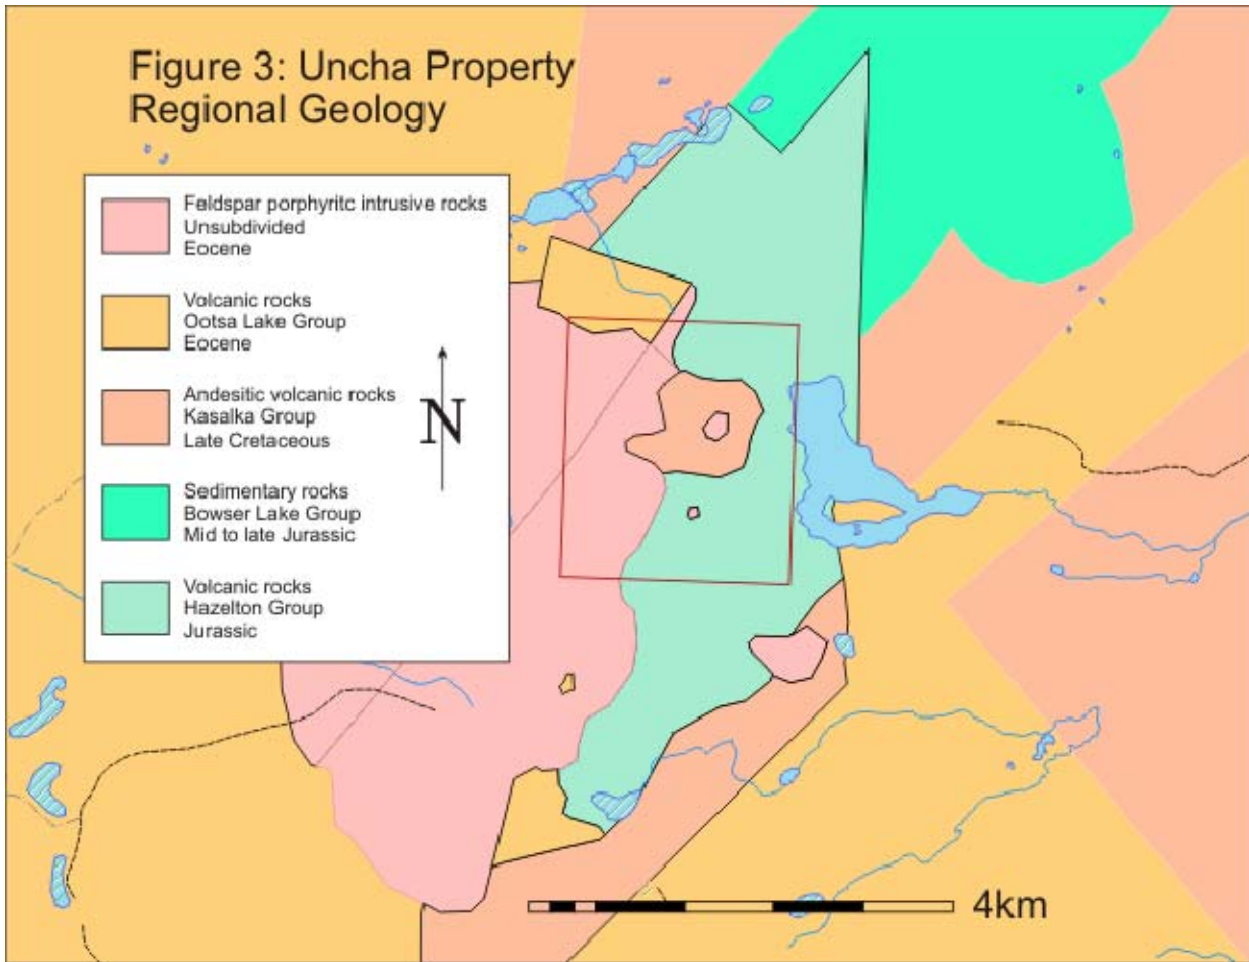 Figure 3: Uncha Property
Regional Geology
Feldspar porphyritc intrusive rocks
Unsubdivided
Eocene
Volcanic rocks
Ootsa Lake Group
Eocene
Andesitic volcanic rocks
Kasalka Group
Late Cretaceous
N
Sedimentary rocks
Bowser Lake Group
Mid to late Jurassic
Volcanic rocks
Hazelton Group
Jurassic
4km